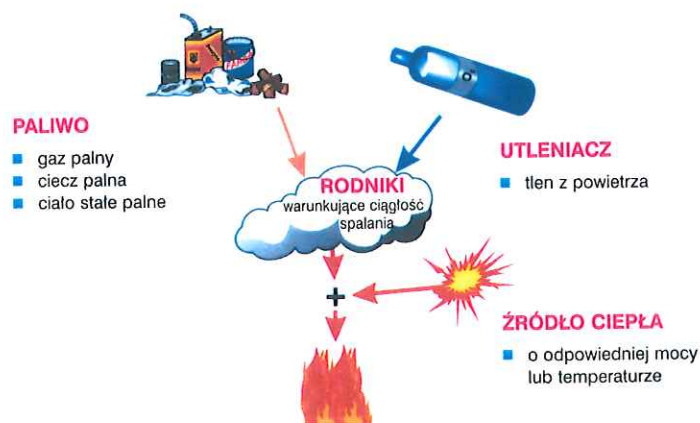 PALIWO
gaz palny
ciecz palna
ciało stałe palne
UTLENIACZ
tlen z powietrza
RODNIKI
warunkujące ciągłość
spalania
+
ŹRÓDŁO CIEPŁA
o odpowiedniej mocy
lub temperaturze